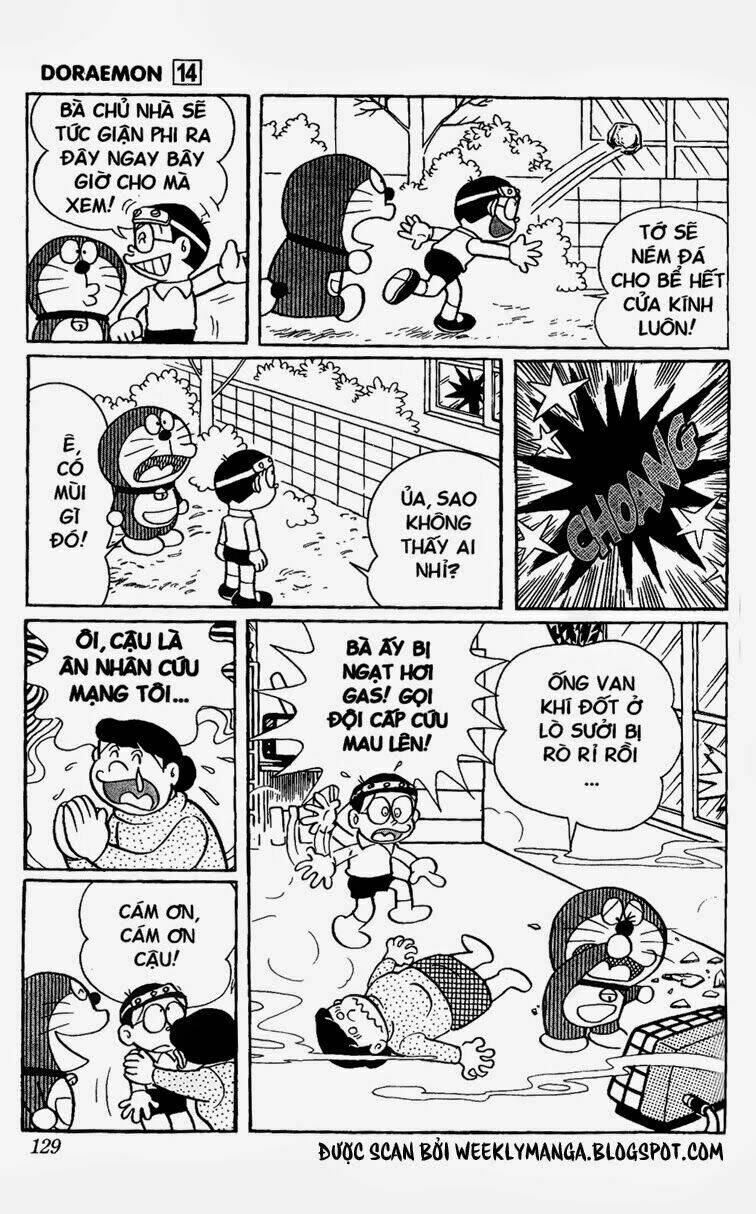 DORAEMON 14
BÀ CHỦ NHÀ SẼ
TỨC GIẬN PHI RA
ĐÂY NGAY BÂY
GIỜ CHO MÀ
XEM!
TỚ SẼ
NÉM ĐÁ
CHO BỂ HẾT
CỬA KÍNH
LUÔN!
Ê,
CÓ
MÙI
GÌ
ĐÓ!
ỦA, SAO
KHÔNG
THẤY AI
NHỈ?
CHOANG
ÔI, CẬU LÀ
ÂN NHÂN CỨU
MẠNG TÔI...
BÀ ẤY BỊ
NGẠT HƠI
GAS! GỌI
ĐỘI CẤP CỨU
MAU LÊN!
ỐNG VAN
KHÍ ĐỐT Ở
LÒ SƯỞI BỊ
RÒ RỈ RỒI
...
CÁM ƠN,
CÁM ƠN
CẬU!
129
ĐƯỢC SCAN BỞI WEEKLYMANGA.BLOGSPOT.COM